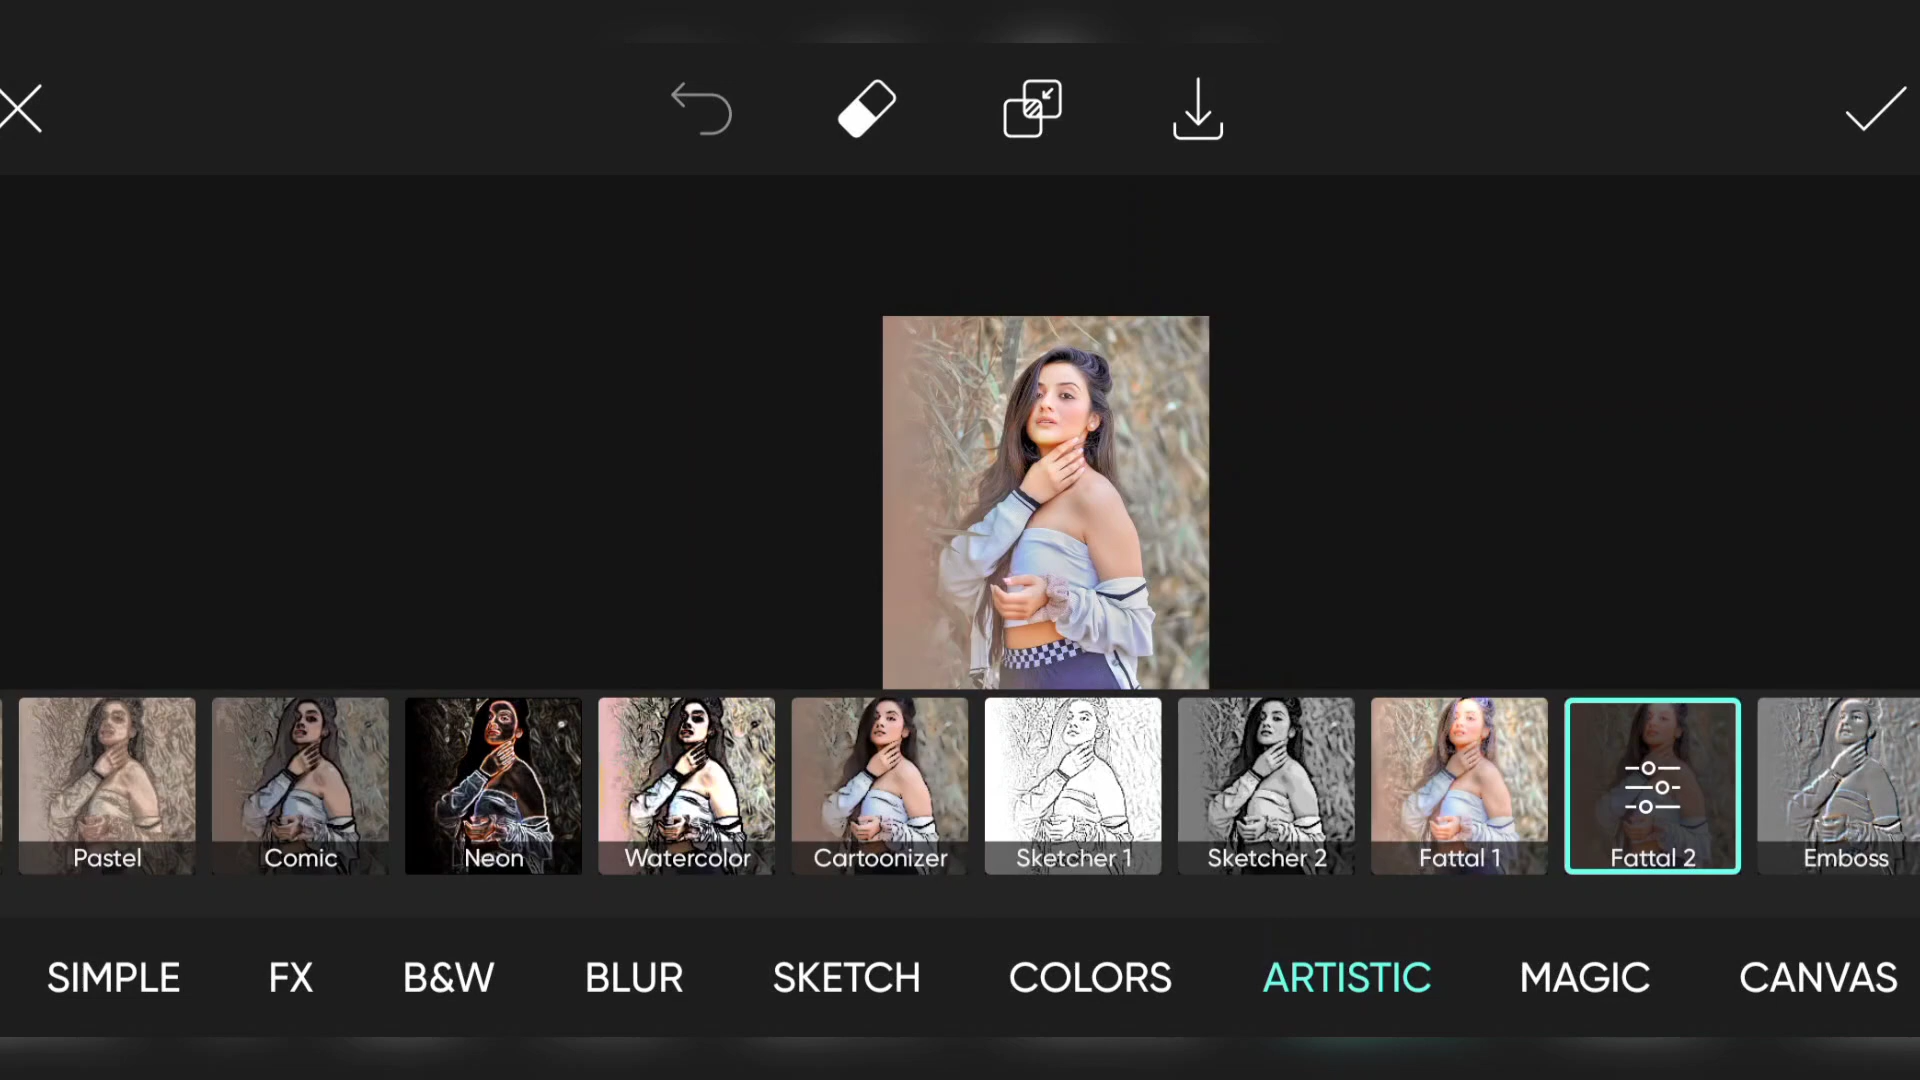 Pastel
Comic
Neon
Watercolor
Cartoonizer
Sketcher 1
Sketcher 2
Fattal 1
Fattal 2
Emboss
SIMPLE
FX
B&W
BLUR
SKETCH
COLORS
ARTISTIC
MAGIC
CANVAS